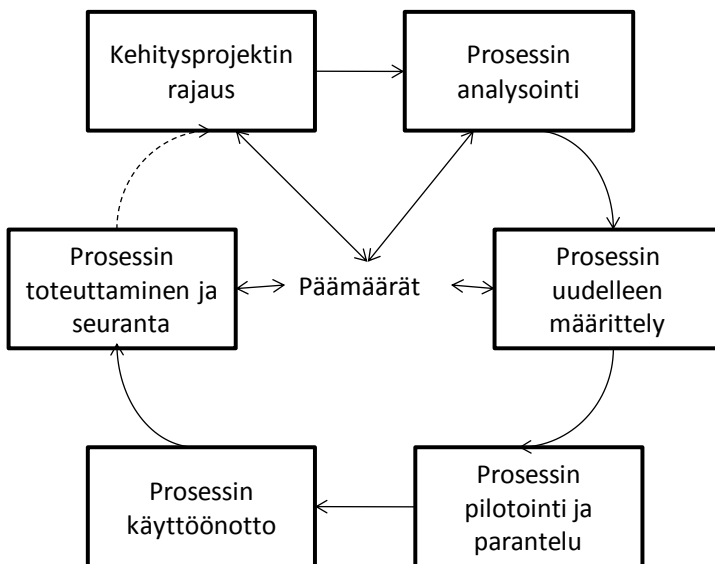 Kehitysprojektin
rajaus
Prosessin
analysointi
Prosessin
toteuttaminen ja
seuranta
Päämäärät
Prosessin
uudelleen
määrittely
Prosessin
käyttöönotto
Prosessin
pilotointi ja
parantelu